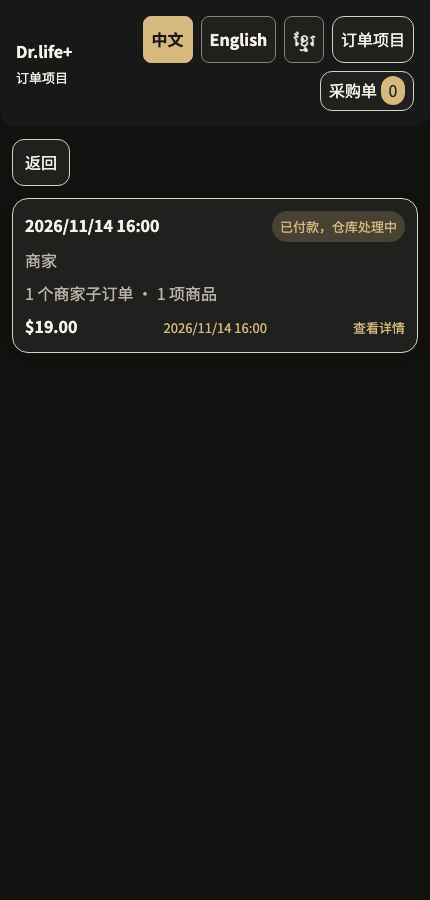 Dr.life+
订单项目
中文
English
ខ្មែរ
订单项目
采购单 0
返回
2026/11/14 16:00
已付款，仓库处理中
商家
1 个商家子订单 · 1 项商品
$19.00
2026/11/14 16:00
查看详情